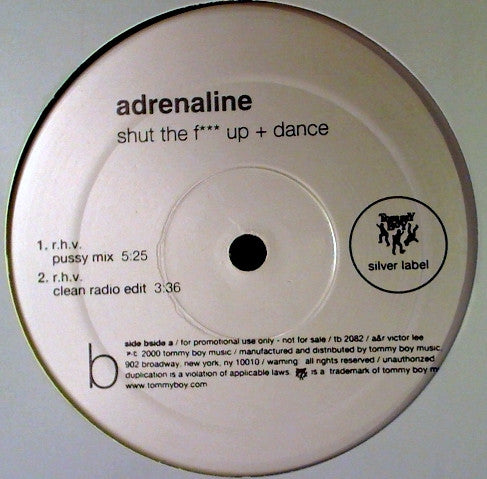 adrenaline
shut the f*** up + dance
TOMMY
BOY
silver label
1. r.h.v.
pussy mix 5:25
2. r.h.v.
clean radio edit 3:36
b
side bside a / for promotional use only - not for sale / tb 2082 / a&r victor lee
p c 2000 tommy boy music / manufactured and distributed by tommy boy music,
902 broadway, new york, ny 10010 / warning: all rights reserved / unauthorized
duplication is a violation of applicable laws. is a trademark of tommy boy m
www.tommyboy.com